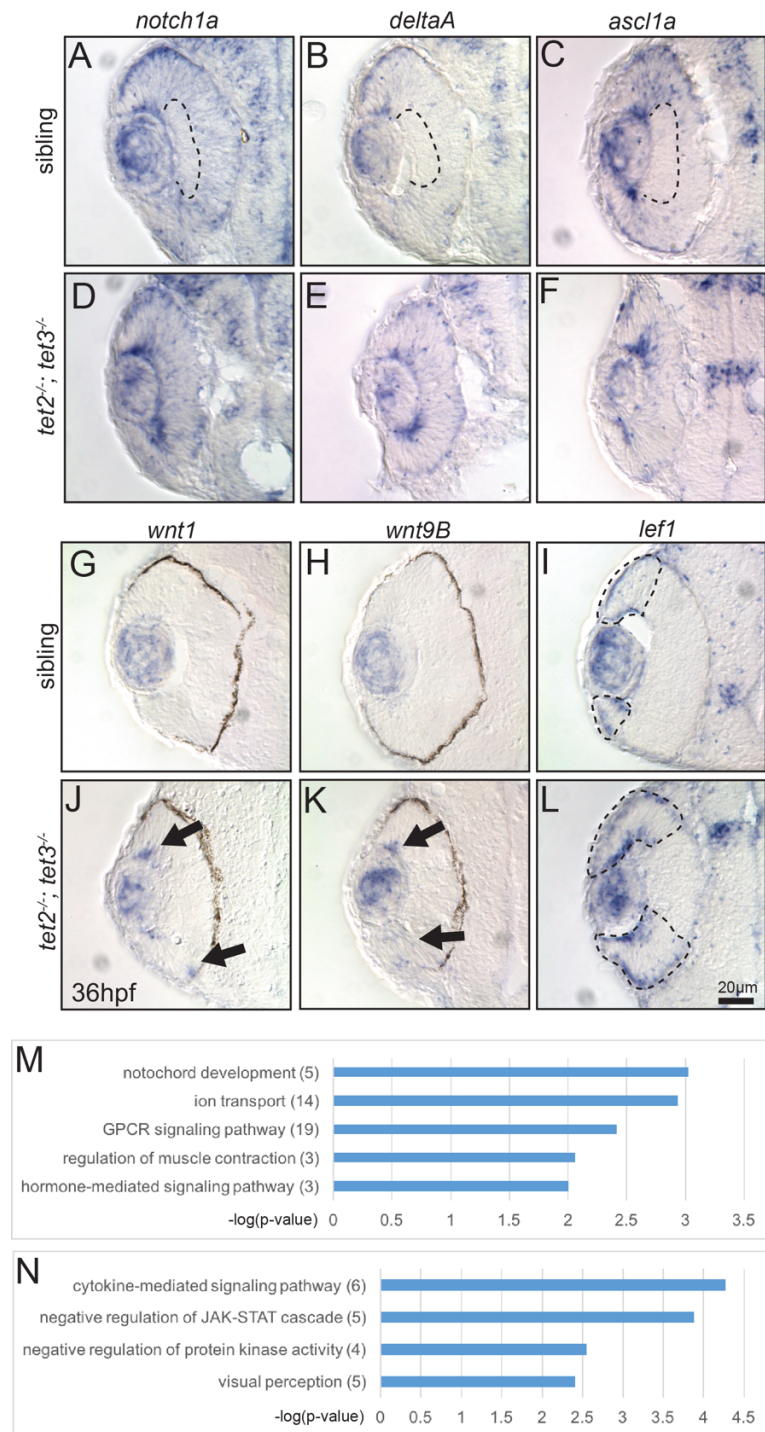 notch1a deltaA ascl1a
sibling
A B C
tet2-/-; tet3-/-
D E F
wnt1 wnt9B lef1
sibling
G H I
tet2-/-; tet3-/-
J K L
36hpf 20µm
M
notochord development (5)
ion transport (14)
GPCR signaling pathway (19)
regulation of muscle contraction (3)
hormone-mediated signaling pathway (3)
-log(p-value) 0 0.5 1 1.5 2 2.5 3 3.5
N
cytokine-mediated signaling pathway (6)
negative regulation of JAK-STAT cascade (5)
negative regulation of protein kinase activity (4)
visual perception (5)
-log(p-value) 0 0.5 1 1.5 2 2.5 3 3.5 4 4.5